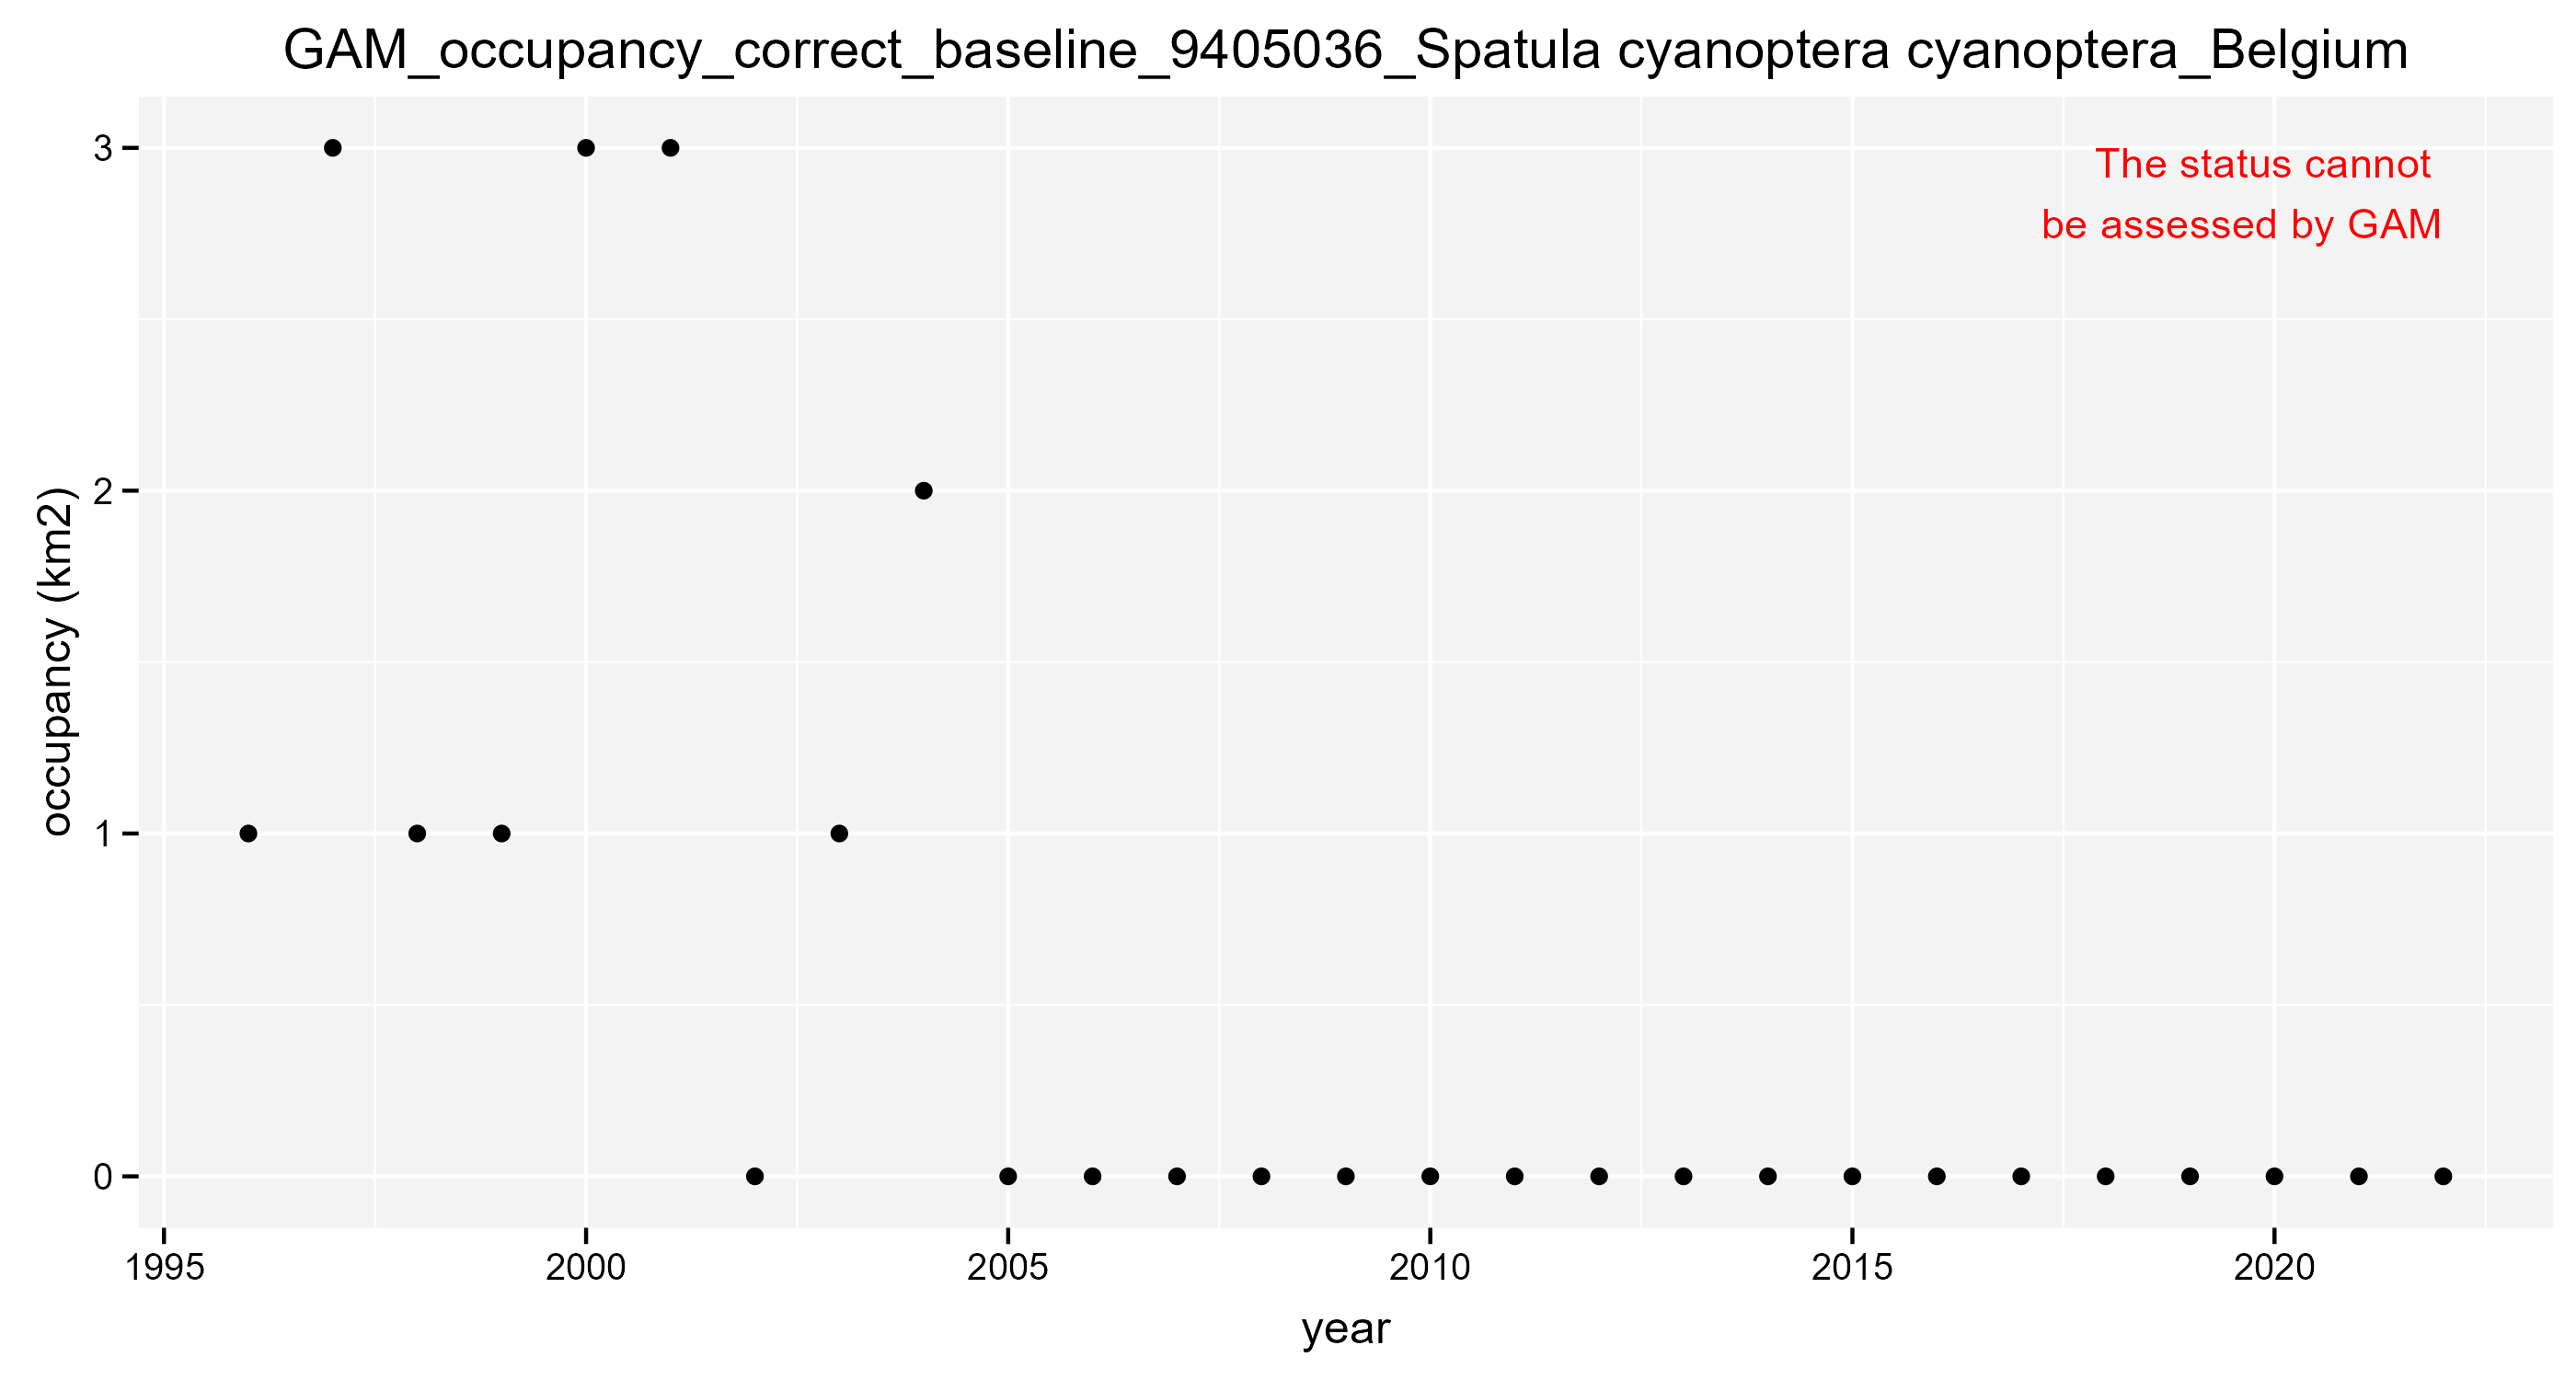 GAM_occupancy_correct_baseline_9405036_Spatula cyanoptera cyanoptera_Belgium
3
The status cannot
be assessed by GAM
2
occupancy (km2)
1
0
1995 2000 2005 2010 2015 2020
year